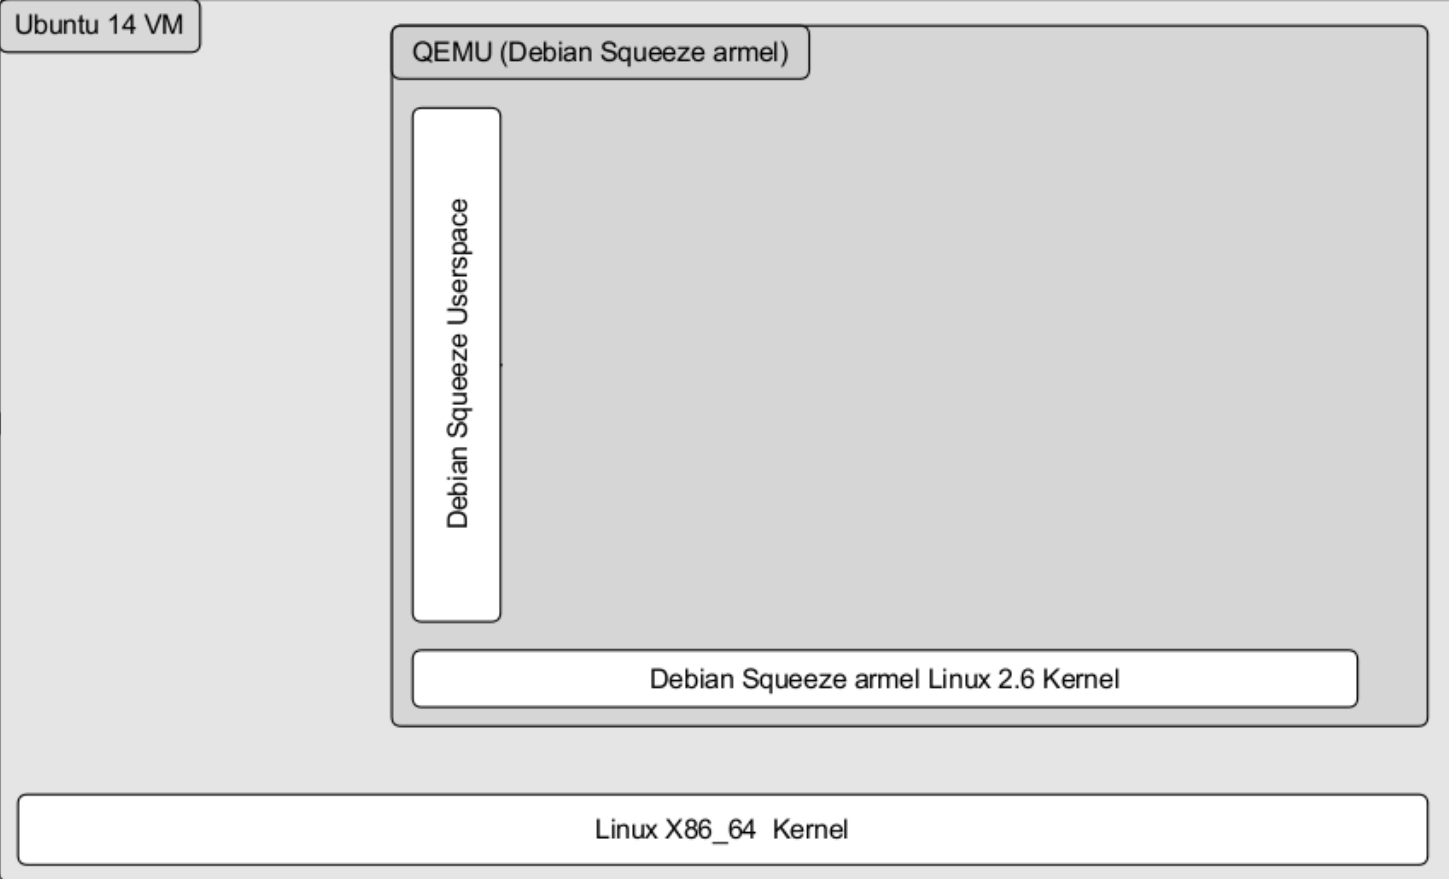 Ubuntu 14 VM
QEMU (Debian Squeeze armel)
Debian Squeeze Userspace
Debian Squeeze armel Linux 2.6 Kernel
Linux X86_64  Kernel